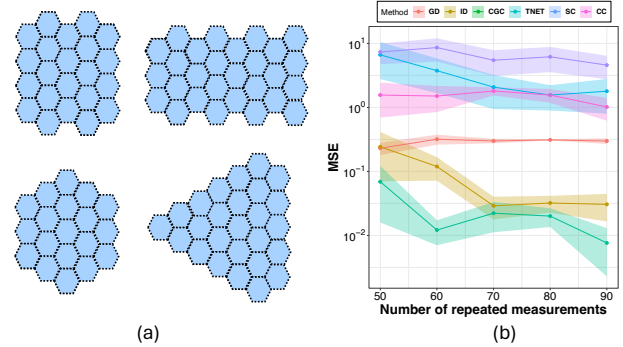 Method GD ID CGC TNET SC CC
10¹
10⁰
10⁻¹
10⁻²
MSE
50 60 70 80 90
Number of repeated measurements
(a) (b)